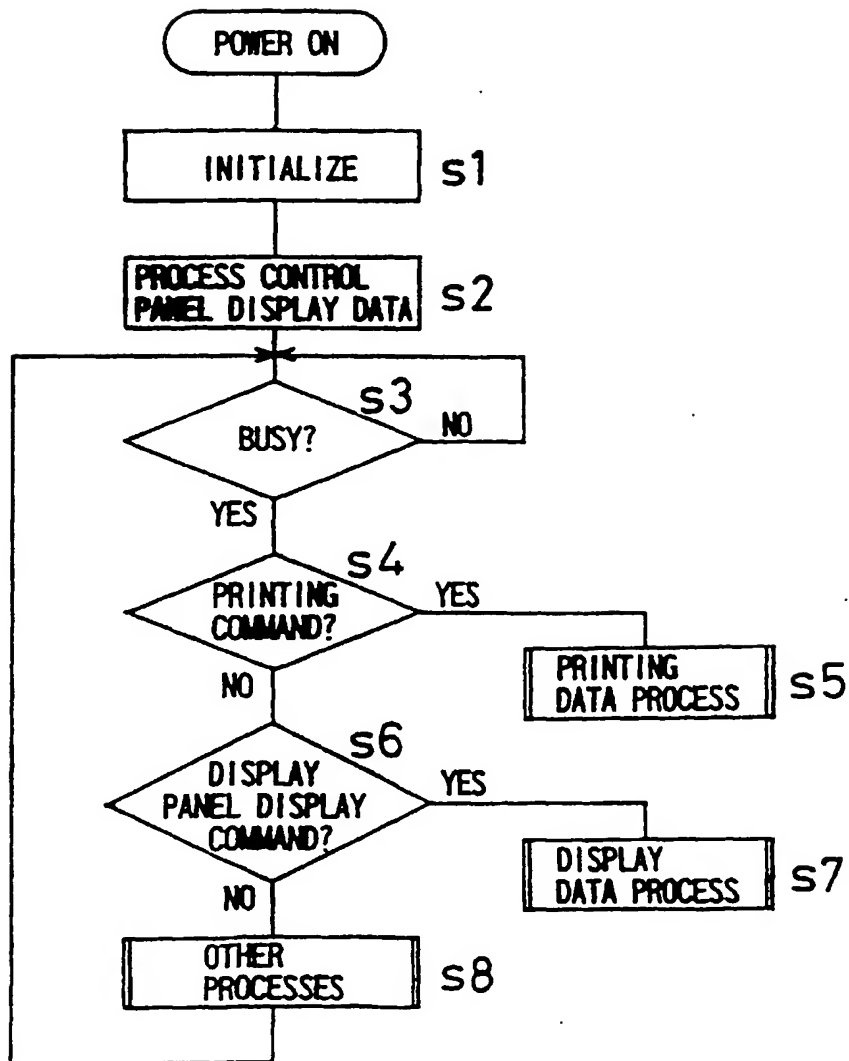 POWER ON
INITIALIZE
s1
PROCESS CONTROL
PANEL DISPLAY DATA
s2
s3
BUSY?
NO
YES
s4
PRINTING
COMMAND?
YES
NO
PRINTING
DATA PROCESS
s5
s6
DISPLAY
PANEL DISPLAY
COMMAND?
YES
NO
DISPLAY
DATA PROCESS
s7
OTHER
PROCESSES
s8